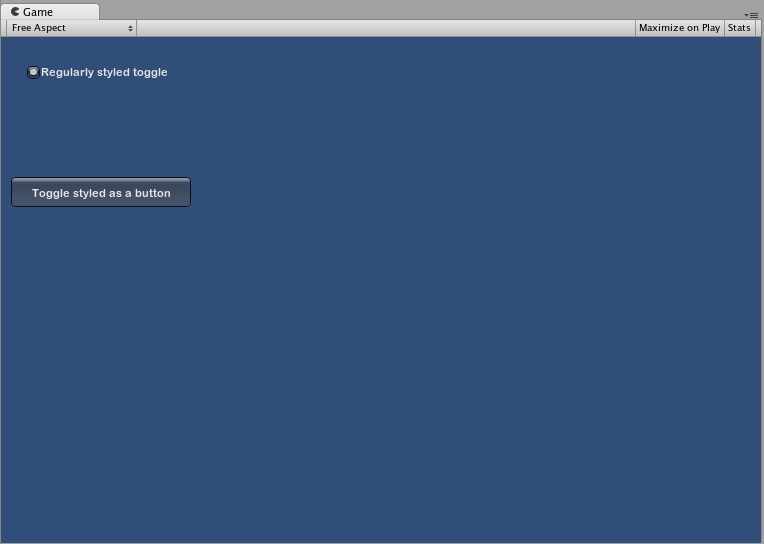 Game
Free Aspect Maximize on Play Stats
Regularly styled toggle
Toggle styled as a button